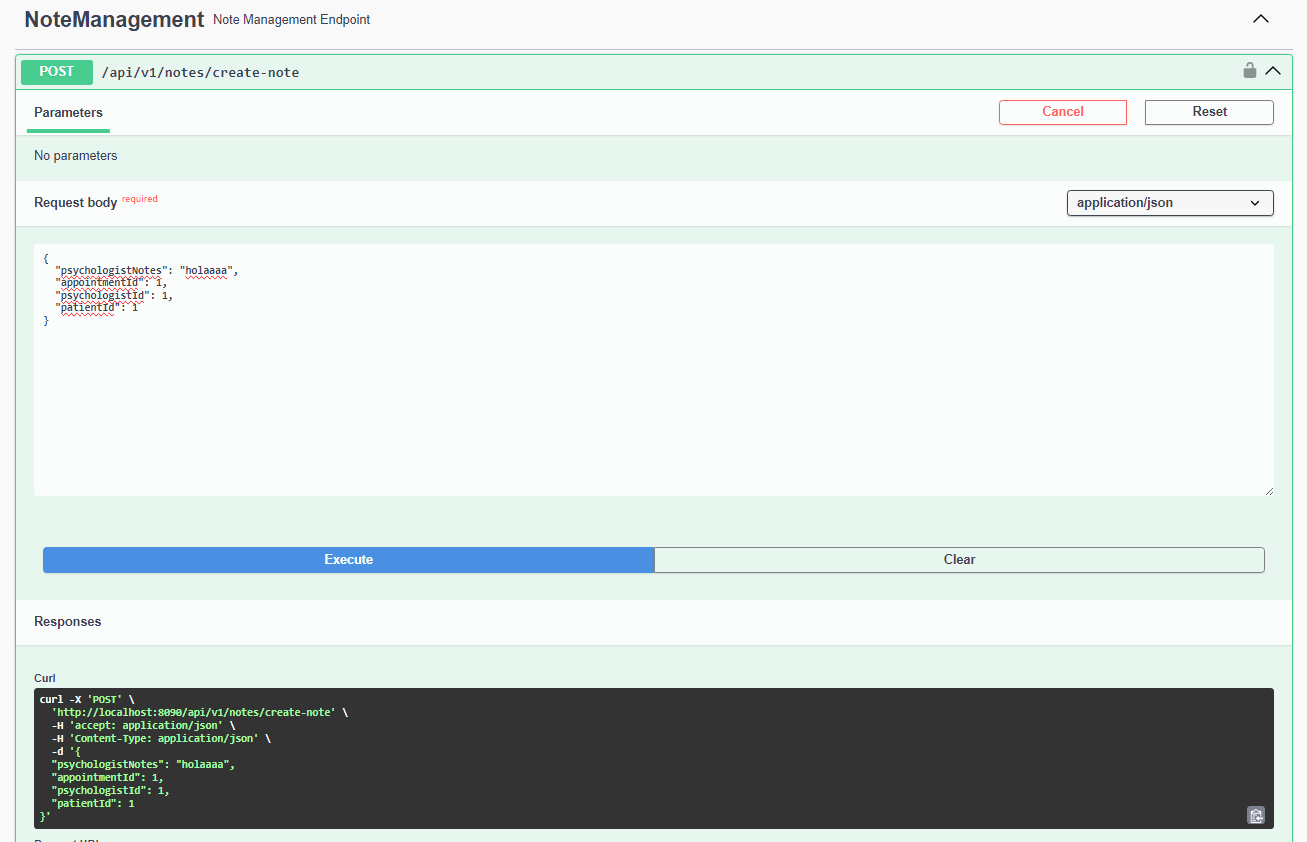 NoteManagement Note Management Endpoint
POST /api/v1/notes/create-note
Parameters Cancel Reset
No parameters
Request body required application/json
{
  "psychologistNotes": "holaaaa",
  "appointmentId": 1,
  "psychologistId": 1,
  "patientId": 1
}
Execute Clear
Responses
Curl
curl -X 'POST' \
  'http://localhost:8090/api/v1/notes/create-note' \
  -H 'accept: application/json' \
  -H 'Content-Type: application/json' \
  -d '{
  "psychologistNotes": "holaaaa",
  "appointmentId": 1,
  "psychologistId": 1,
  "patientId": 1
}'